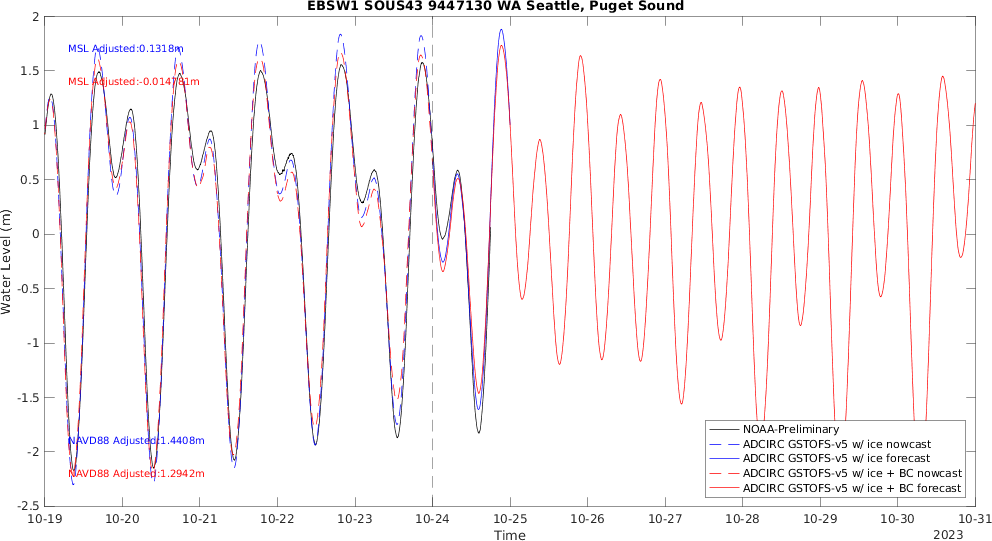 EBSW1 SOUS43 9447130 WA Seattle, Puget Sound
2
1.5
1
0.5
0
-0.5
-1
-1.5
-2
-2.5
Water Level (m)
MSL Adjusted:0.1318m
MSL Adjusted:-0.014781m
NAVD88 Adjusted:1.4408m
NAVD88 Adjusted:1.2942m
NOAA-Preliminary
ADCIRC GSTOFS-v5 w/ ice nowcast
ADCIRC GSTOFS-v5 w/ ice forecast
ADCIRC GSTOFS-v5 w/ ice + BC nowcast
ADCIRC GSTOFS-v5 w/ ice + BC forecast
10-19 10-20 10-21 10-22 10-23 10-24 10-25 10-26 10-27 10-28 10-29 10-30 10-31
Time
2023